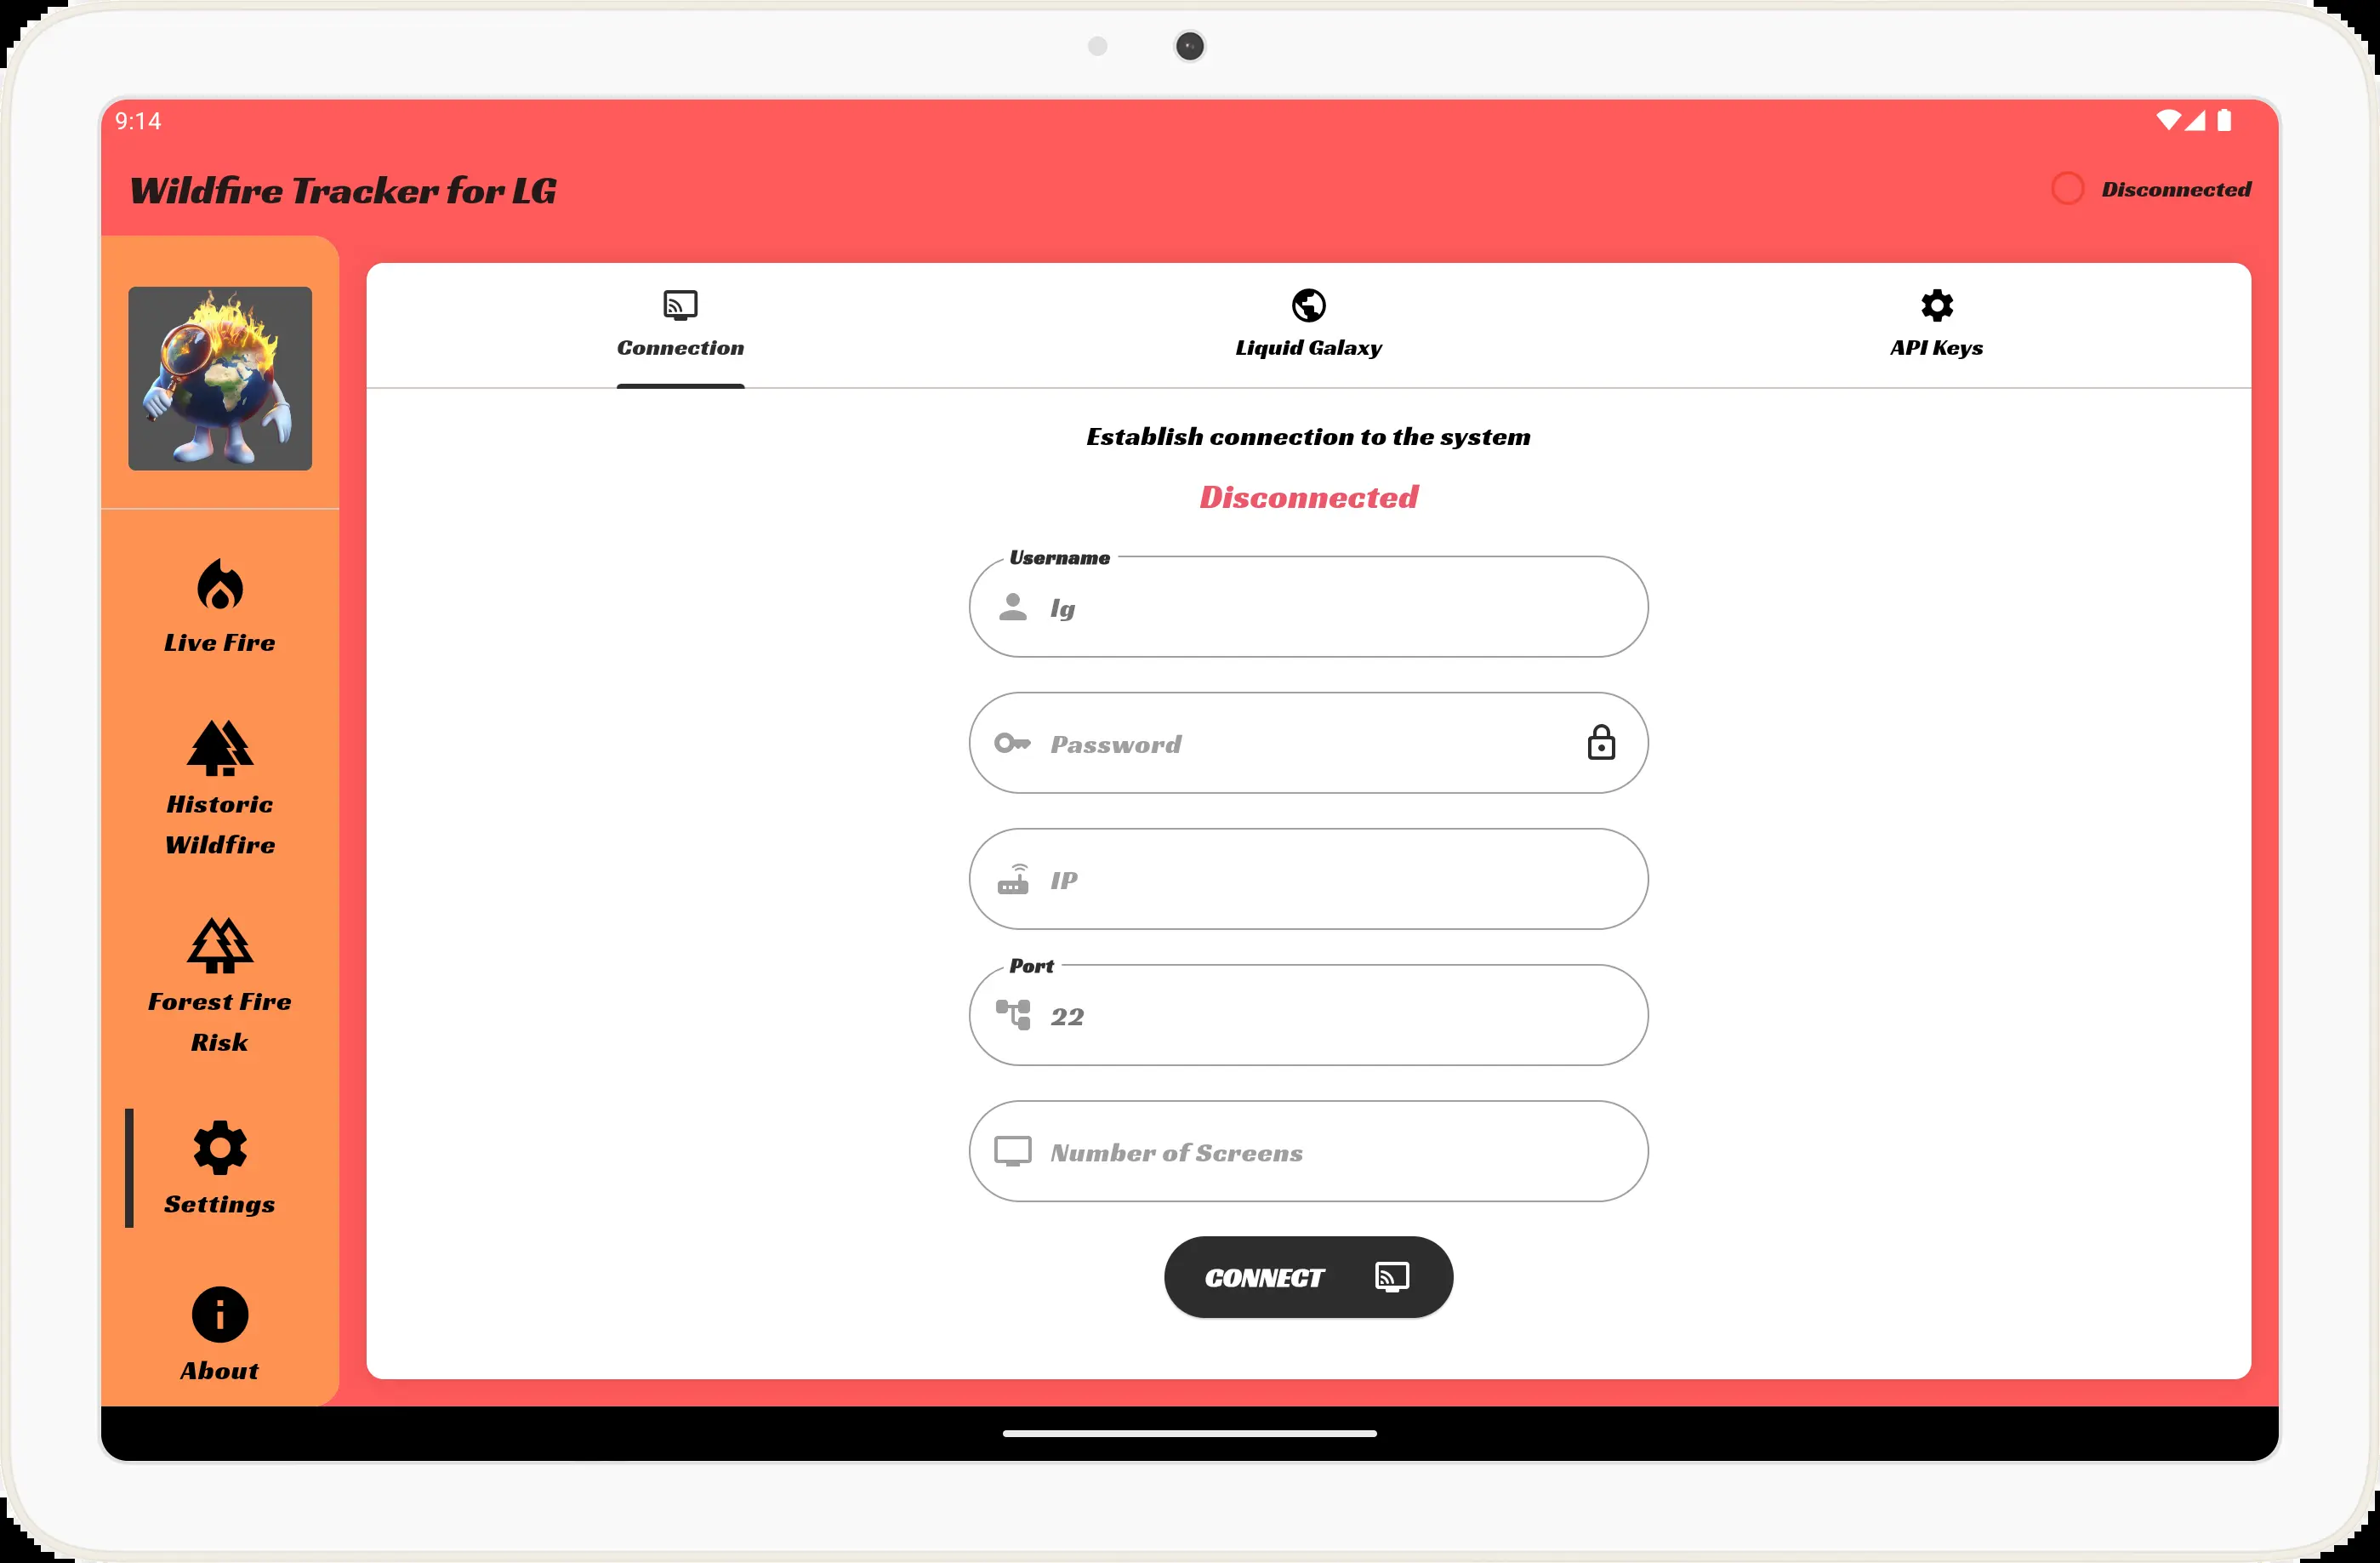 9:14
Wildfire Tracker for LG
Disconnected
Connection
Liquid Galaxy
API Keys
Establish connection to the system
Disconnected
Username
lg
Password
IP
Port
22
Number of Screens
CONNECT
Live Fire
Historic
Wildfire
Forest Fire
Risk
Settings
About